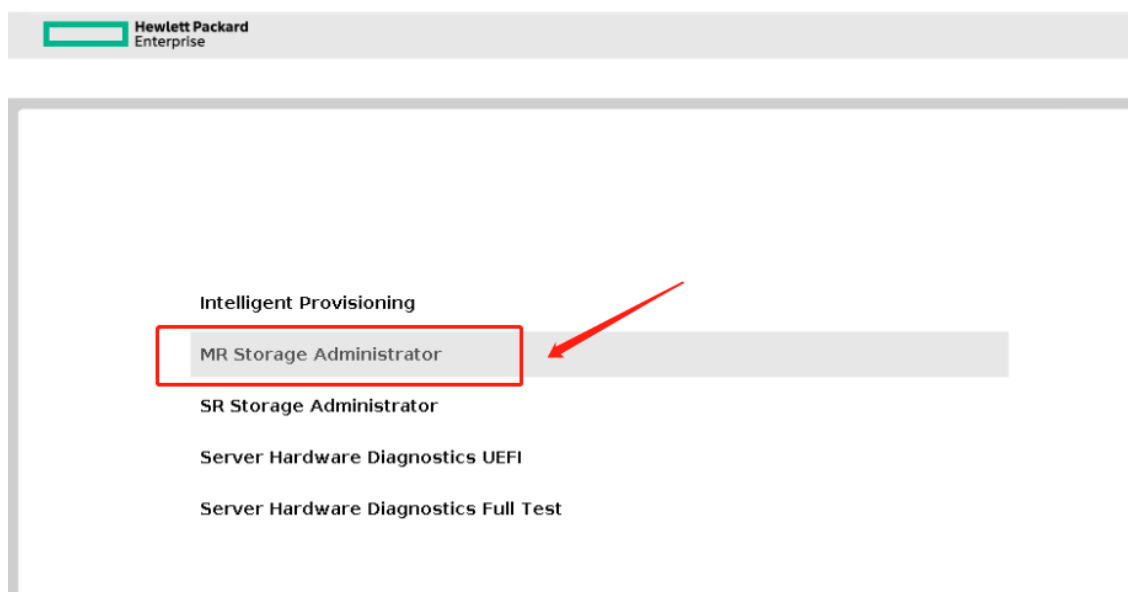 Hewlett Packard
Enterprise
Intelligent Provisioning
MR Storage Administrator
SR Storage Administrator
Server Hardware Diagnostics UEFI
Server Hardware Diagnostics Full Test